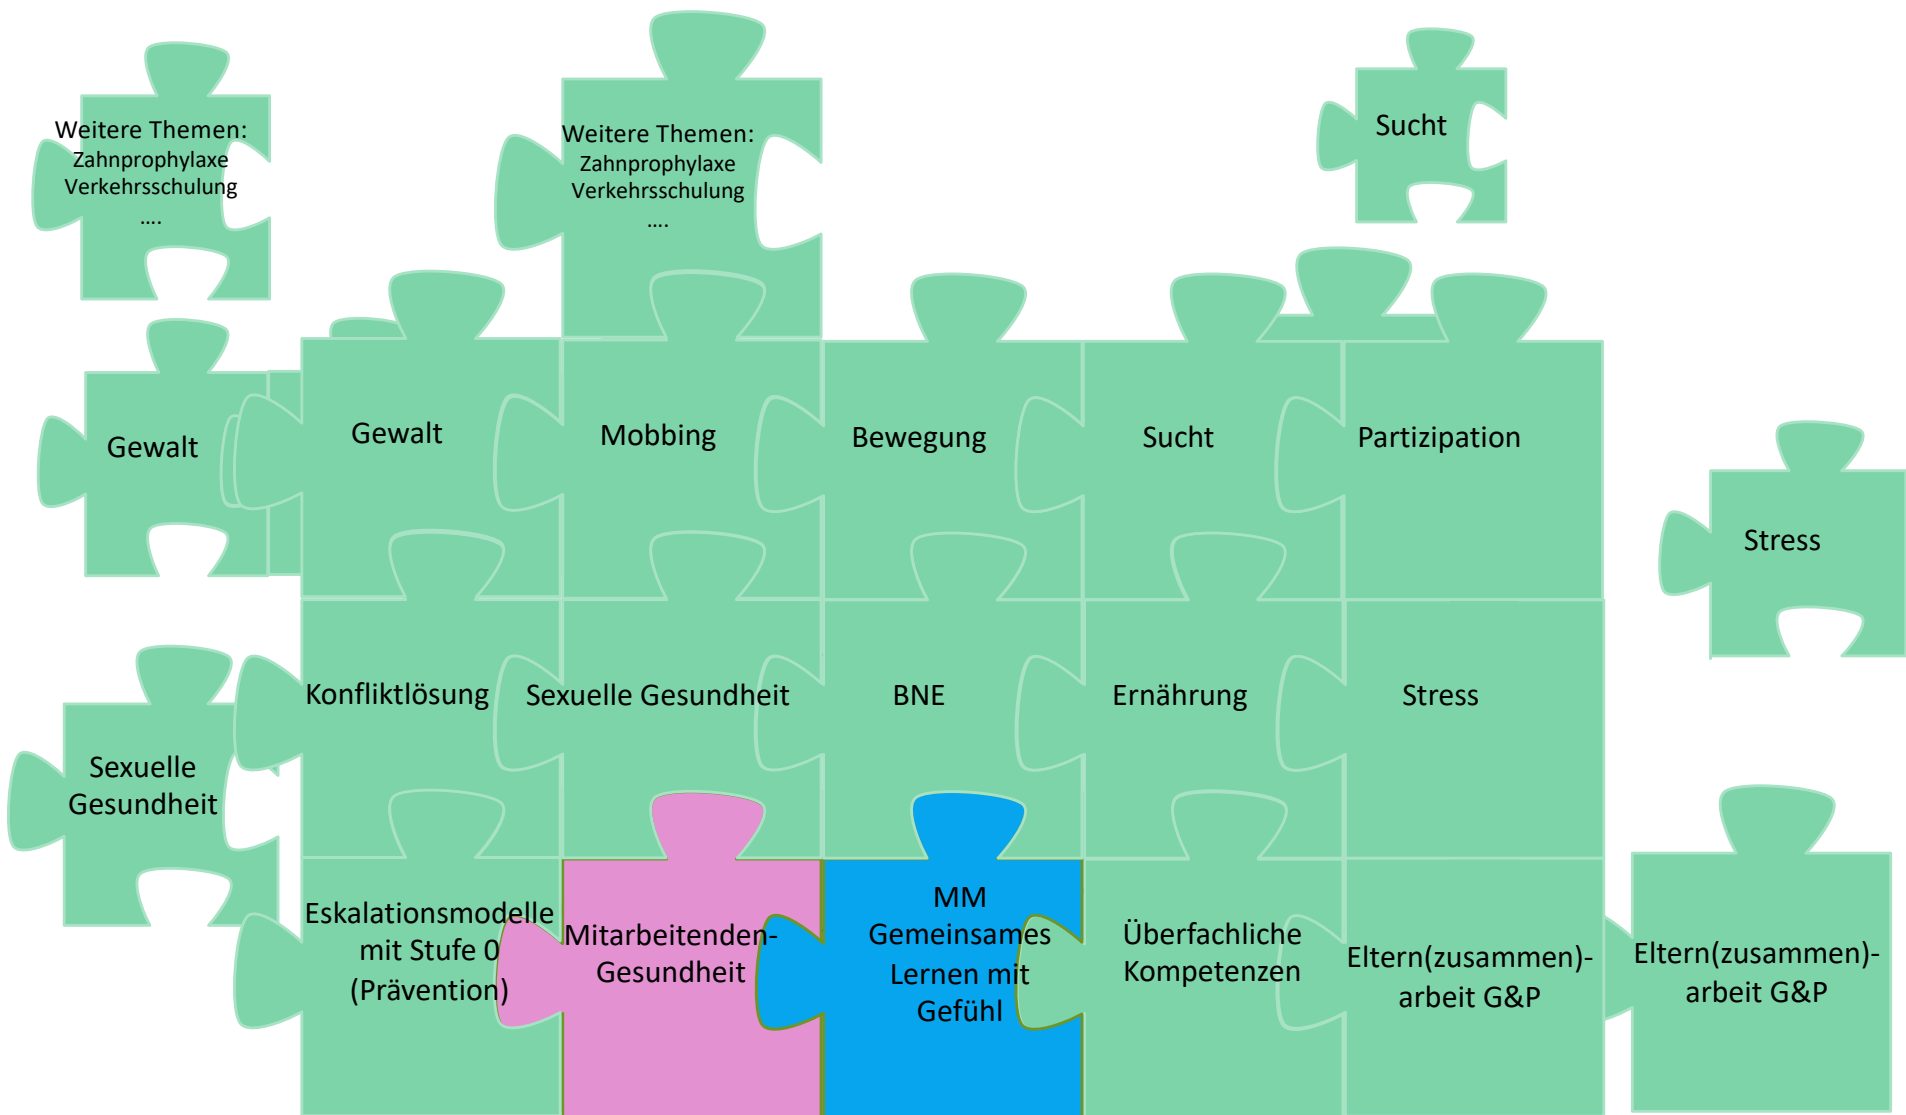 Weitere Themen:
Zahnprophylaxe
Verkehrsschulung
....
Weitere Themen:
Zahnprophylaxe
Verkehrsschulung
....
Sucht
Gewalt
Gewalt
Mobbing
Bewegung
Sucht
Partizipation
Stress
Konfliktlösung
Sexuelle Gesundheit
BNE
Ernährung
Stress
Sexuelle
Gesundheit
Eskalationsmodelle
mit Stufe 0
(Prävention)
Mitarbeitenden-
Gesundheit
MM
Gemeinsames
Lernen mit
Gefühl
Überfachliche
Kompetenzen
Eltern(zusammen)-
arbeit G&P
Eltern(zusammen)-
arbeit G&P